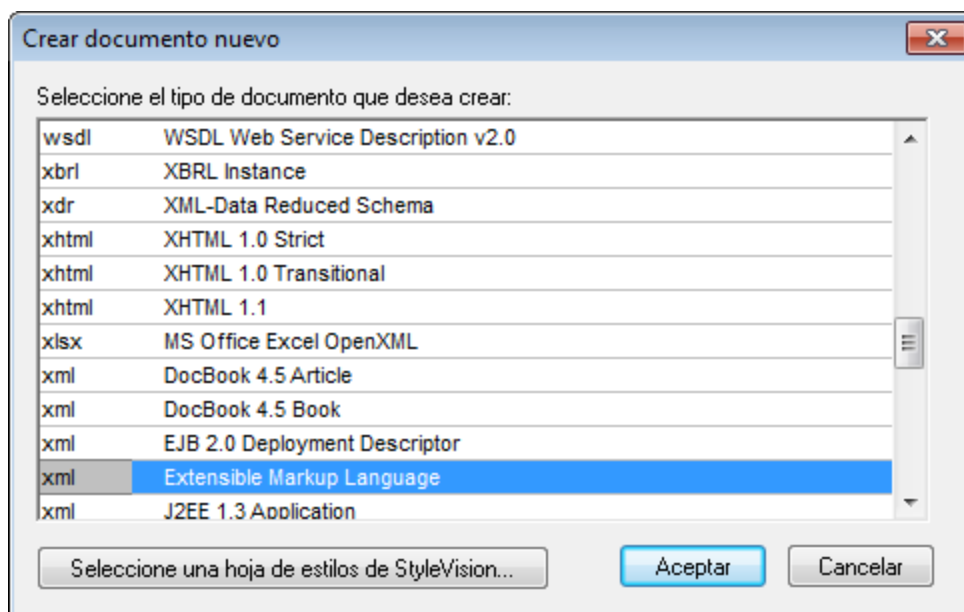 Crear documento nuevo
Seleccione el tipo de documento que desea crear:
wsdl WSDL Web Service Description v2.0
xbrl XBRL Instance
xdr XML-Data Reduced Schema
xhtml XHTML 1.0 Strict
xhtml XHTML 1.0 Transitional
xhtml XHTML 1.1
xlsx MS Office Excel OpenXML
xml DocBook 4.5 Article
xml DocBook 4.5 Book
xml EJB 2.0 Deployment Descriptor
xml Extensible Markup Language
xml J2EE 1.3 Application
Seleccione una hoja de estilos de StyleVision... Aceptar Cancelar